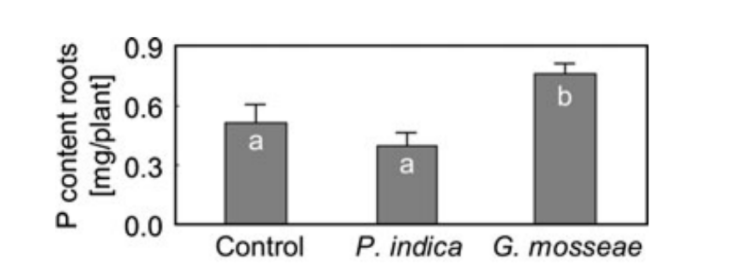 P content roots
[mg/plant]
0.9
0.6
0.3
0.0
a
a
b
Control
P. indica
G. mosseae